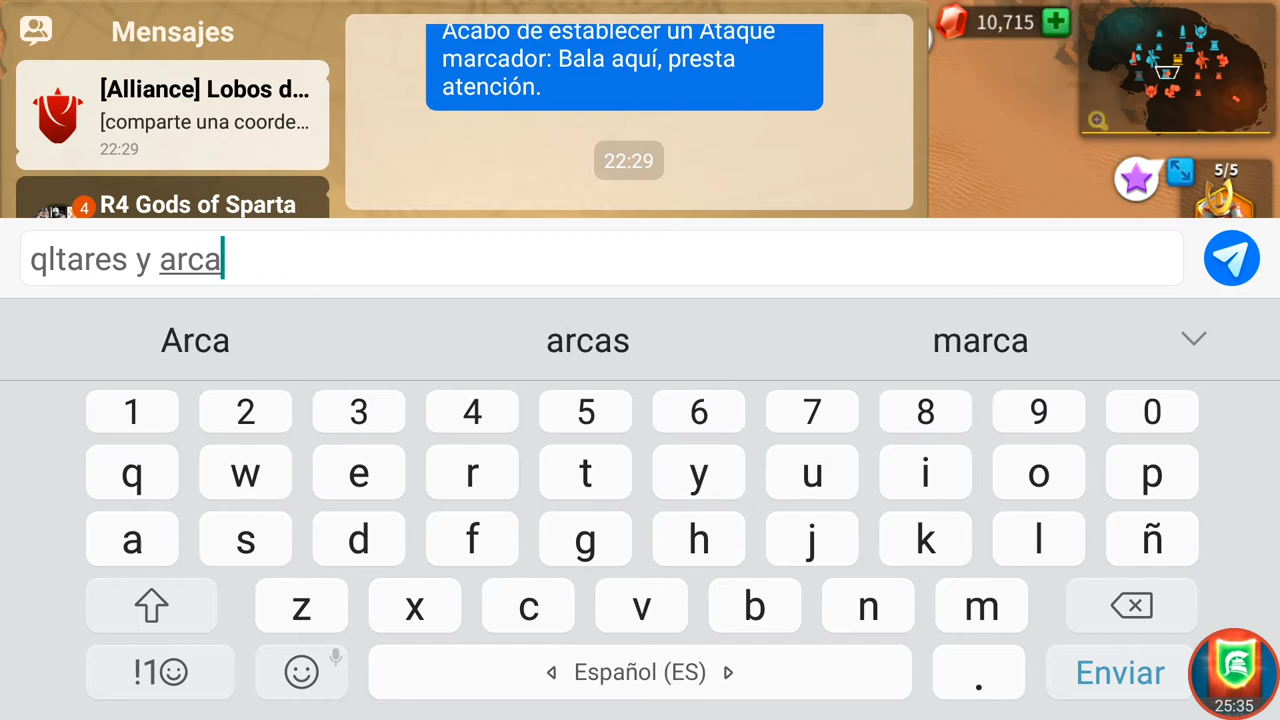 Mensajes
[Alliance] Lobos d...
[comparte una coorde...
22:29
4
R4 Gods of Sparta
Acabo de establecer un Ataque
marcador: Bala aquí, presta
atención.
22:29
10,715
5/5
qltares y arca
Arca arcas marca
1 2 3 4 5 6 7 8 9 0
q w e r t y u i o p
a s d f g h j k l ñ
z x c v b n m
!1 Español (ES) . Enviar
25:35